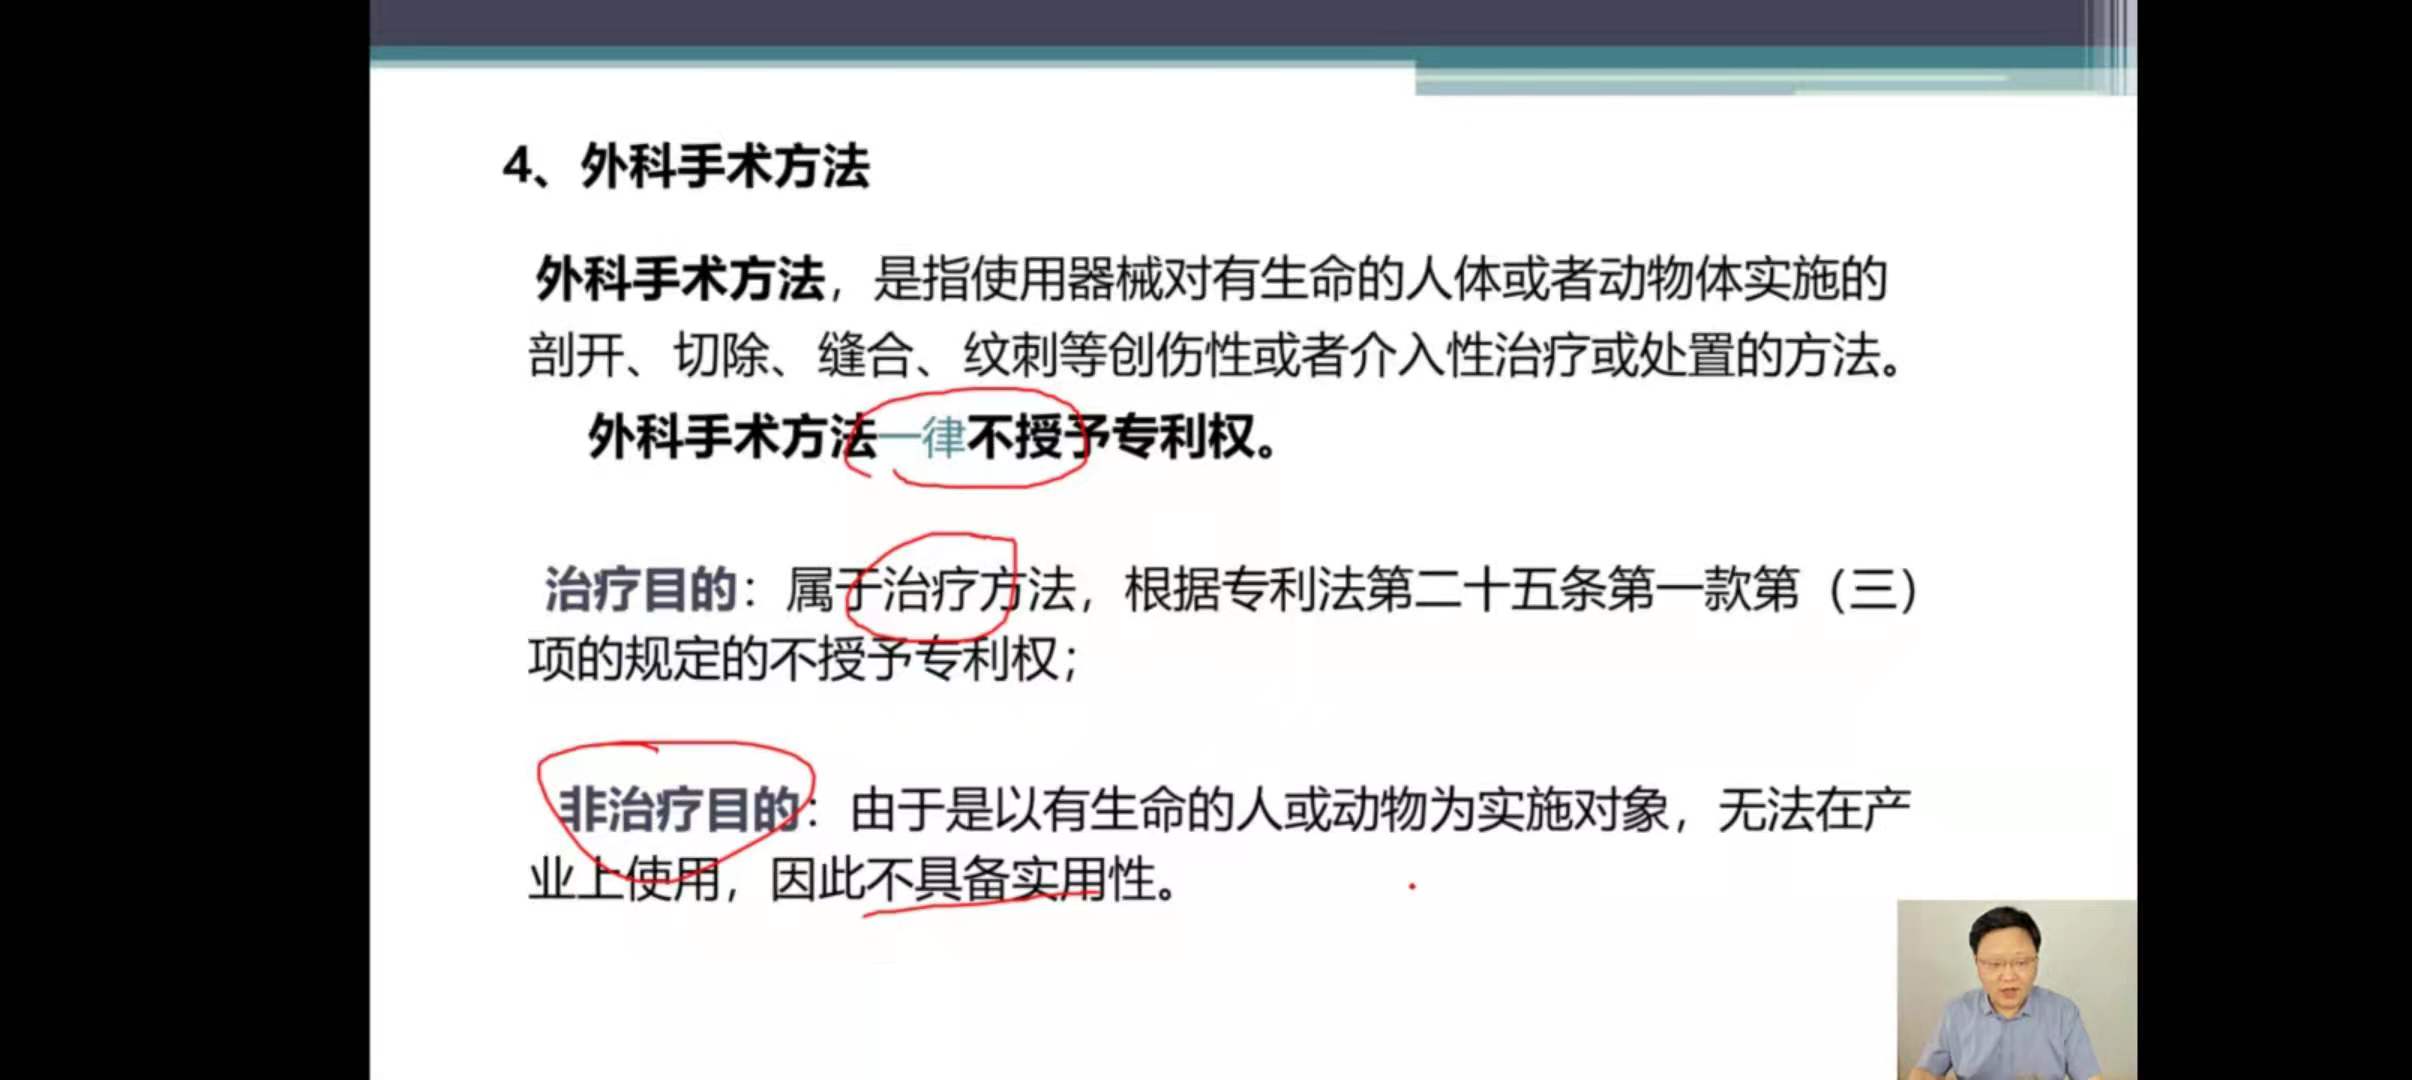 4、外科手术方法
外科手术方法，是指使用器械对有生命的人体或者动物体实施的
剖开、切除、缝合、纹刺等创伤性或者介入性治疗或处置的方法。
外科手术方法一律不授予专利权。
治疗目的：属于治疗方法，根据专利法第二十五条第一款第（三）
项的规定的不授予专利权；
非治疗目的：由于是以有生命的人或动物为实施对象，无法在产
业上使用，因此不具备实用性。